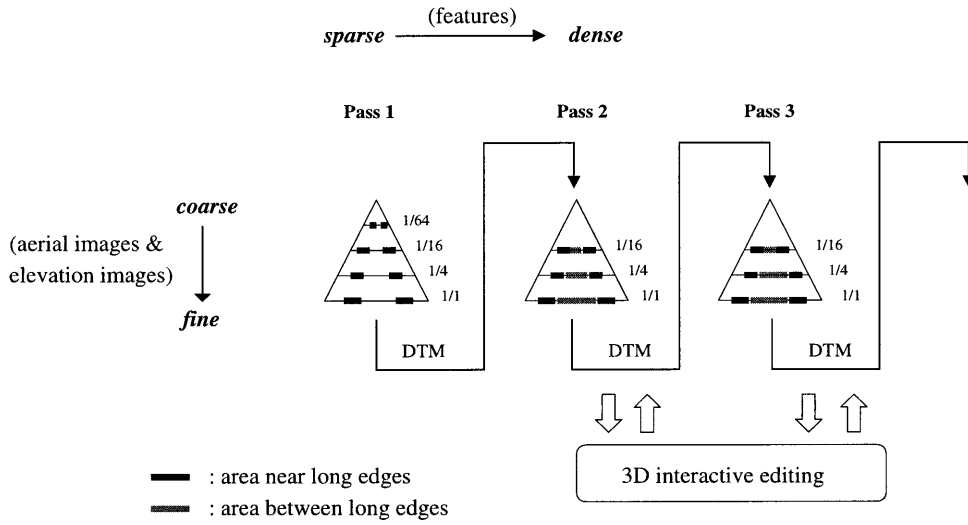 (features)
sparse dense
Pass 1 Pass 2 Pass 3
coarse
(aerial images &
elevation images)
fine
1/64
1/16
1/4
1/1
1/16
1/4
1/1
1/16
1/4
1/1
DTM DTM DTM
3D interactive editing
: area near long edges
: area between long edges